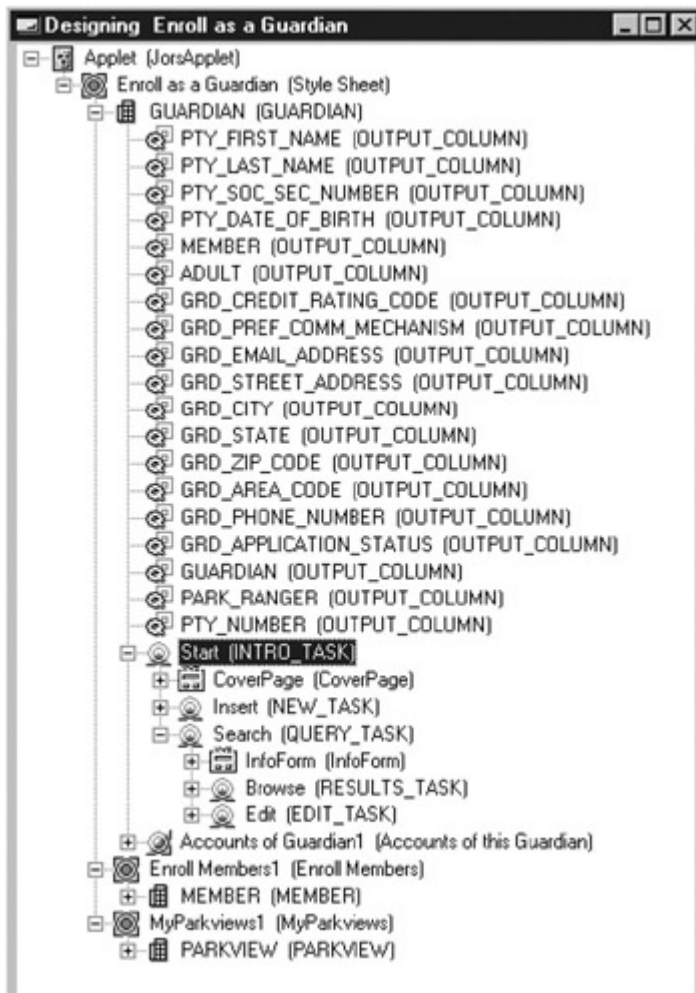 Designing Enroll as a Guardian
Applet (JorsApplet)
Enroll as a Guardian (Style Sheet)
GUARDIAN (GUARDIAN)
PTY_FIRST_NAME (OUTPUT_COLUMN)
PTY_LAST_NAME (OUTPUT_COLUMN)
PTY_SOC_SEC_NUMBER (OUTPUT_COLUMN)
PTY_DATE_OF_BIRTH (OUTPUT_COLUMN)
MEMBER (OUTPUT_COLUMN)
ADULT (OUTPUT_COLUMN)
GRD_CREDIT_RATING_CODE (OUTPUT_COLUMN)
GRD_PREF_COMM_MECHANISM (OUTPUT_COLUMN)
GRD_EMAIL_ADDRESS (OUTPUT_COLUMN)
GRD_STREET_ADDRESS (OUTPUT_COLUMN)
GRD_CITY (OUTPUT_COLUMN)
GRD_STATE (OUTPUT_COLUMN)
GRD_ZIP_CODE (OUTPUT_COLUMN)
GRD_AREA_CODE (OUTPUT_COLUMN)
GRD_PHONE_NUMBER (OUTPUT_COLUMN)
GRD_APPLICATION_STATUS (OUTPUT_COLUMN)
GUARDIAN (OUTPUT_COLUMN)
PARK_RANGER (OUTPUT_COLUMN)
PTY_NUMBER (OUTPUT_COLUMN)
Start (INTRO_TASK)
CoverPage (CoverPage)
Insert (NEW_TASK)
Search (QUERY_TASK)
InfoForm (InfoForm)
Browse (RESULTS_TASK)
Edit (EDIT_TASK)
Accounts of Guardian1 (Accounts of this Guardian)
Enroll Members1 (Enroll Members)
MEMBER (MEMBER)
MyParkviews1 (MyParkviews)
PARKVIEW (PARKVIEW)